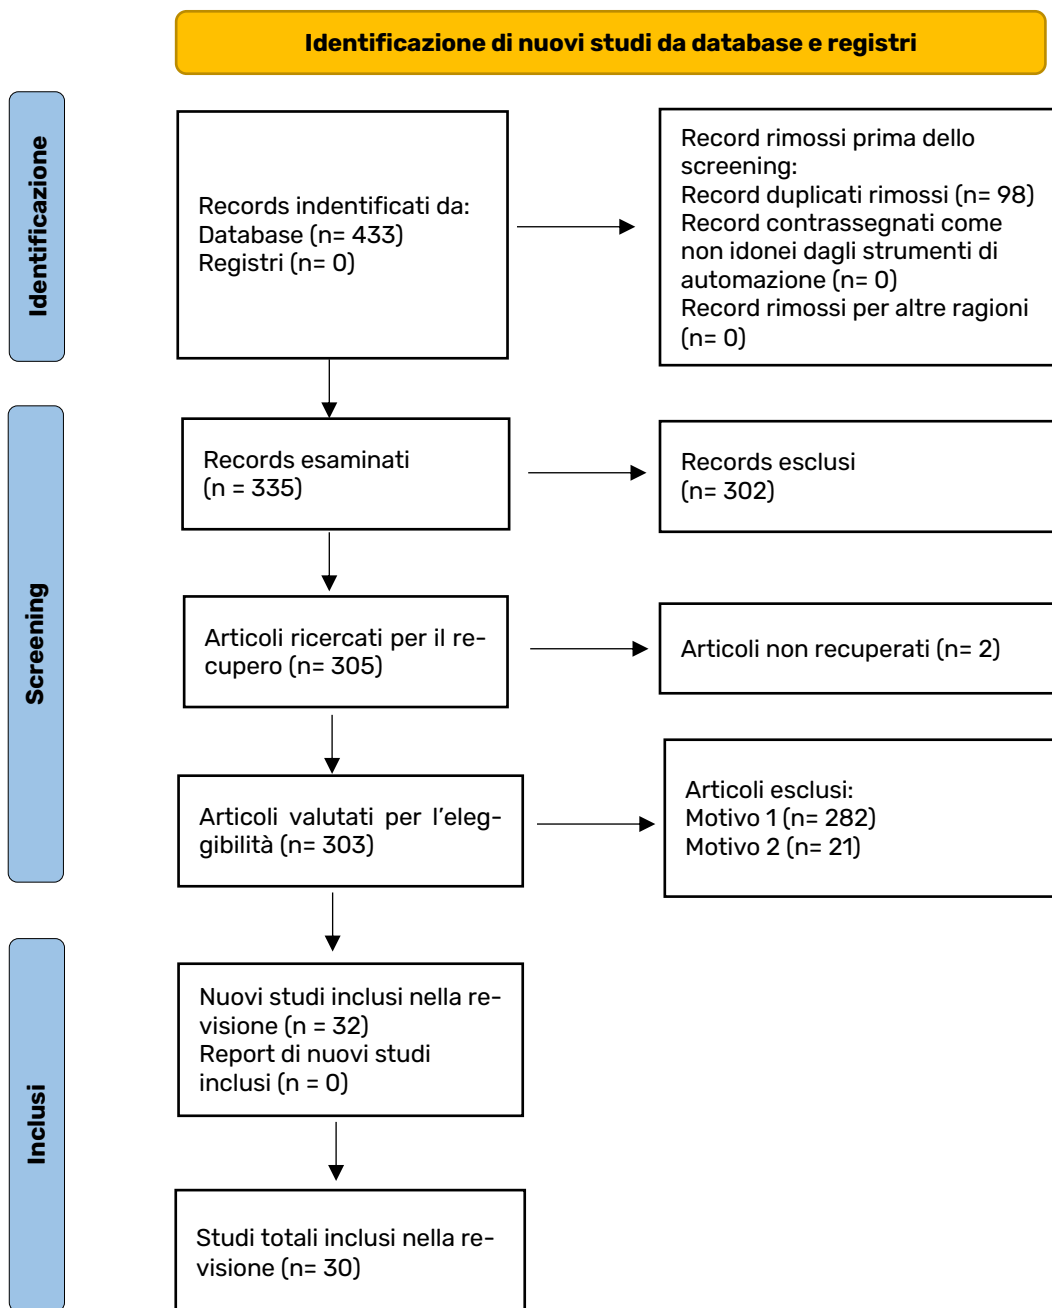 Identificazione di nuovi studi da database e registri
Identificazione
Records indentificati da:
Database (n= 433)
Registri (n= 0)
Record rimossi prima dello
screening:
Record duplicati rimossi (n= 98)
Record contrassegnati come
non idonei dagli strumenti di
automazione (n= 0)
Record rimossi per altre ragioni
(n= 0)
Screening
Records esaminati
(n = 335)
Records esclusi
(n= 302)
Articoli ricercati per il re-
cupero (n= 305)
Articoli non recuperati (n= 2)
Articoli valutati per l'eleg-
gibilità (n= 303)
Articoli esclusi:
Motivo 1 (n= 282)
Motivo 2 (n= 21)
Inclusi
Nuovi studi inclusi nella re-
visione (n = 32)
Report di nuovi studi
inclusi (n = 0)
Studi totali inclusi nella re-
visione (n= 30)